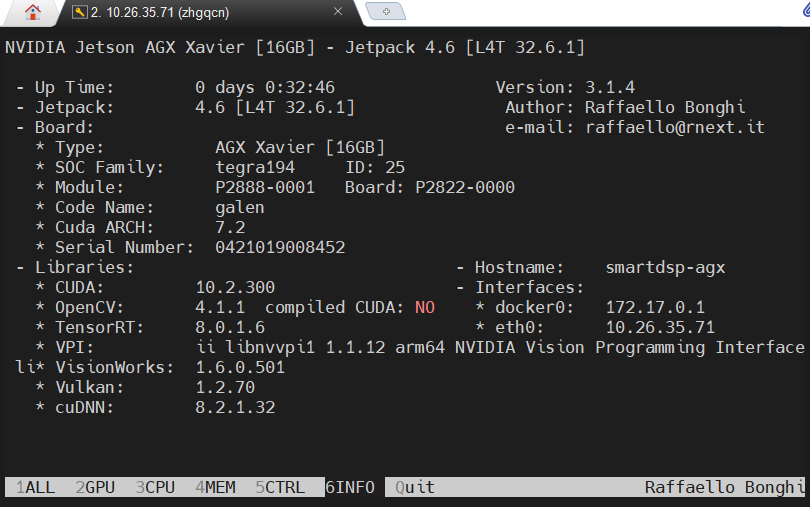 2. 10.26.35.71 (zhgqcn)
NVIDIA Jetson AGX Xavier [16GB] - Jetpack 4.6 [L4T 32.6.1]
- Up Time: 0 days 0:32:46 Version: 3.1.4
- Jetpack: 4.6 [L4T 32.6.1] Author: Raffaello Bonghi
- Board: e-mail: raffaello@rnext.it
* Type: AGX Xavier [16GB]
* SOC Family: tegra194 ID: 25
* Module: P2888-0001 Board: P2822-0000
* Code Name: galen
* Cuda ARCH: 7.2
* Serial Number: 0421019008452
- Libraries: - Hostname: smartdsp-agx
* CUDA: 10.2.300 - Interfaces:
* OpenCV: 4.1.1 compiled CUDA: NO * docker0: 172.17.0.1
* TensorRT: 8.0.1.6 * eth0: 10.26.35.71
* VPI: ii libnvvpi1 1.1.12 arm64 NVIDIA Vision Programming Interface
li* VisionWorks: 1.6.0.501
* Vulkan: 1.2.70
* cuDNN: 8.2.1.32
1ALL 2GPU 3CPU 4MEM 5CTRL 6INFO Quit Raffaello Bonghi